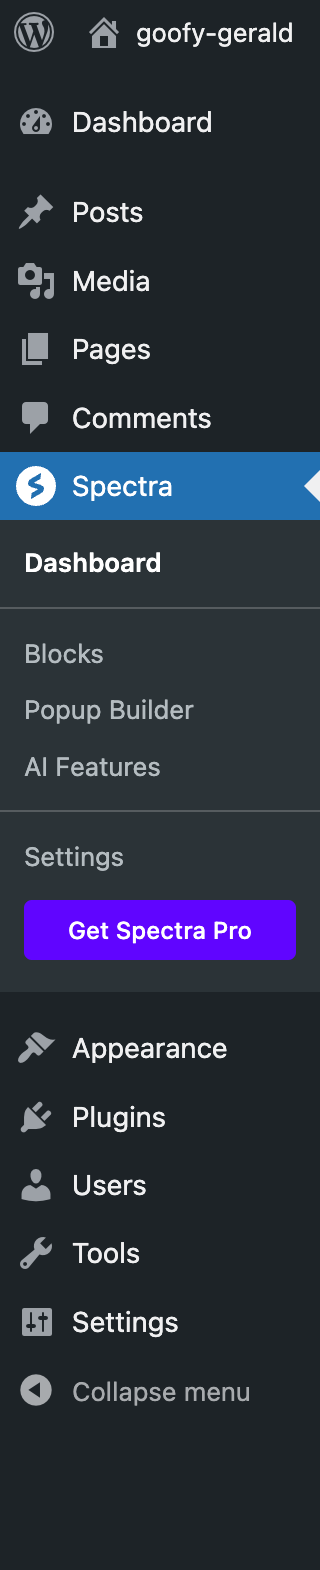 goofy-gerald
Dashboard
Posts
Media
Pages
Comments
Spectra
Dashboard
Blocks
Popup Builder
AI Features
Settings
Get Spectra Pro
Appearance
Plugins
Users
Tools
Settings
Collapse menu